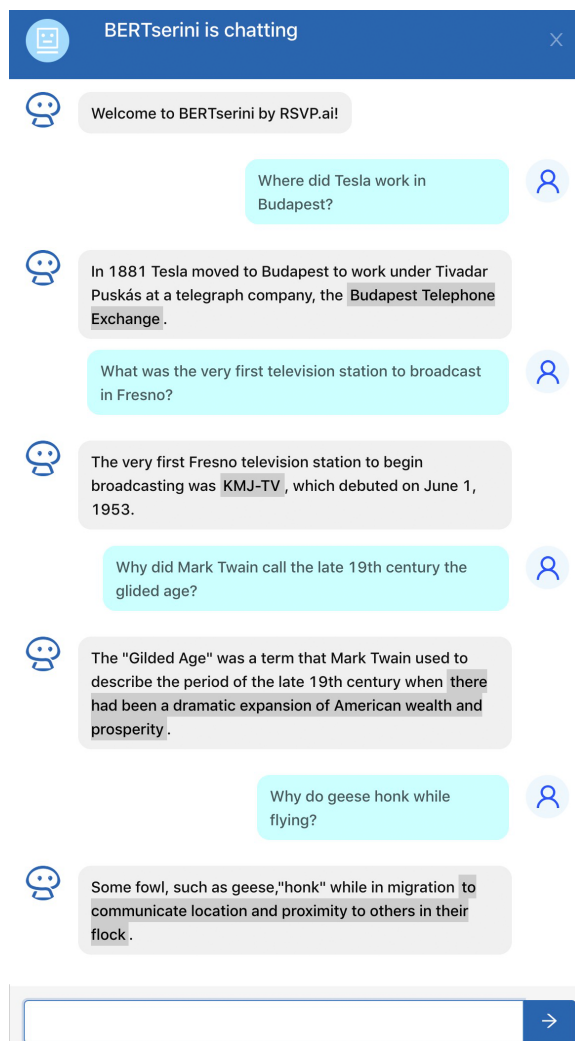 BERTserini is chatting
X
Welcome to BERTserini by RSVP.ai!
Where did Tesla work in
Budapest?
In 1881 Tesla moved to Budapest to work under Tivadar
Puskás at a telegraph company, the Budapest Telephone
Exchange.
What was the very first television station to broadcast
in Fresno?
The very first Fresno television station to begin
broadcasting was KMJ-TV, which debuted on June 1,
1953.
Why did Mark Twain call the late 19th century the
glided age?
The "Gilded Age" was a term that Mark Twain used to
describe the period of the late 19th century when there
had been a dramatic expansion of American wealth and
prosperity.
Why do geese honk while
flying?
Some fowl, such as geese,"honk" while in migration to
communicate location and proximity to others in their
flock.